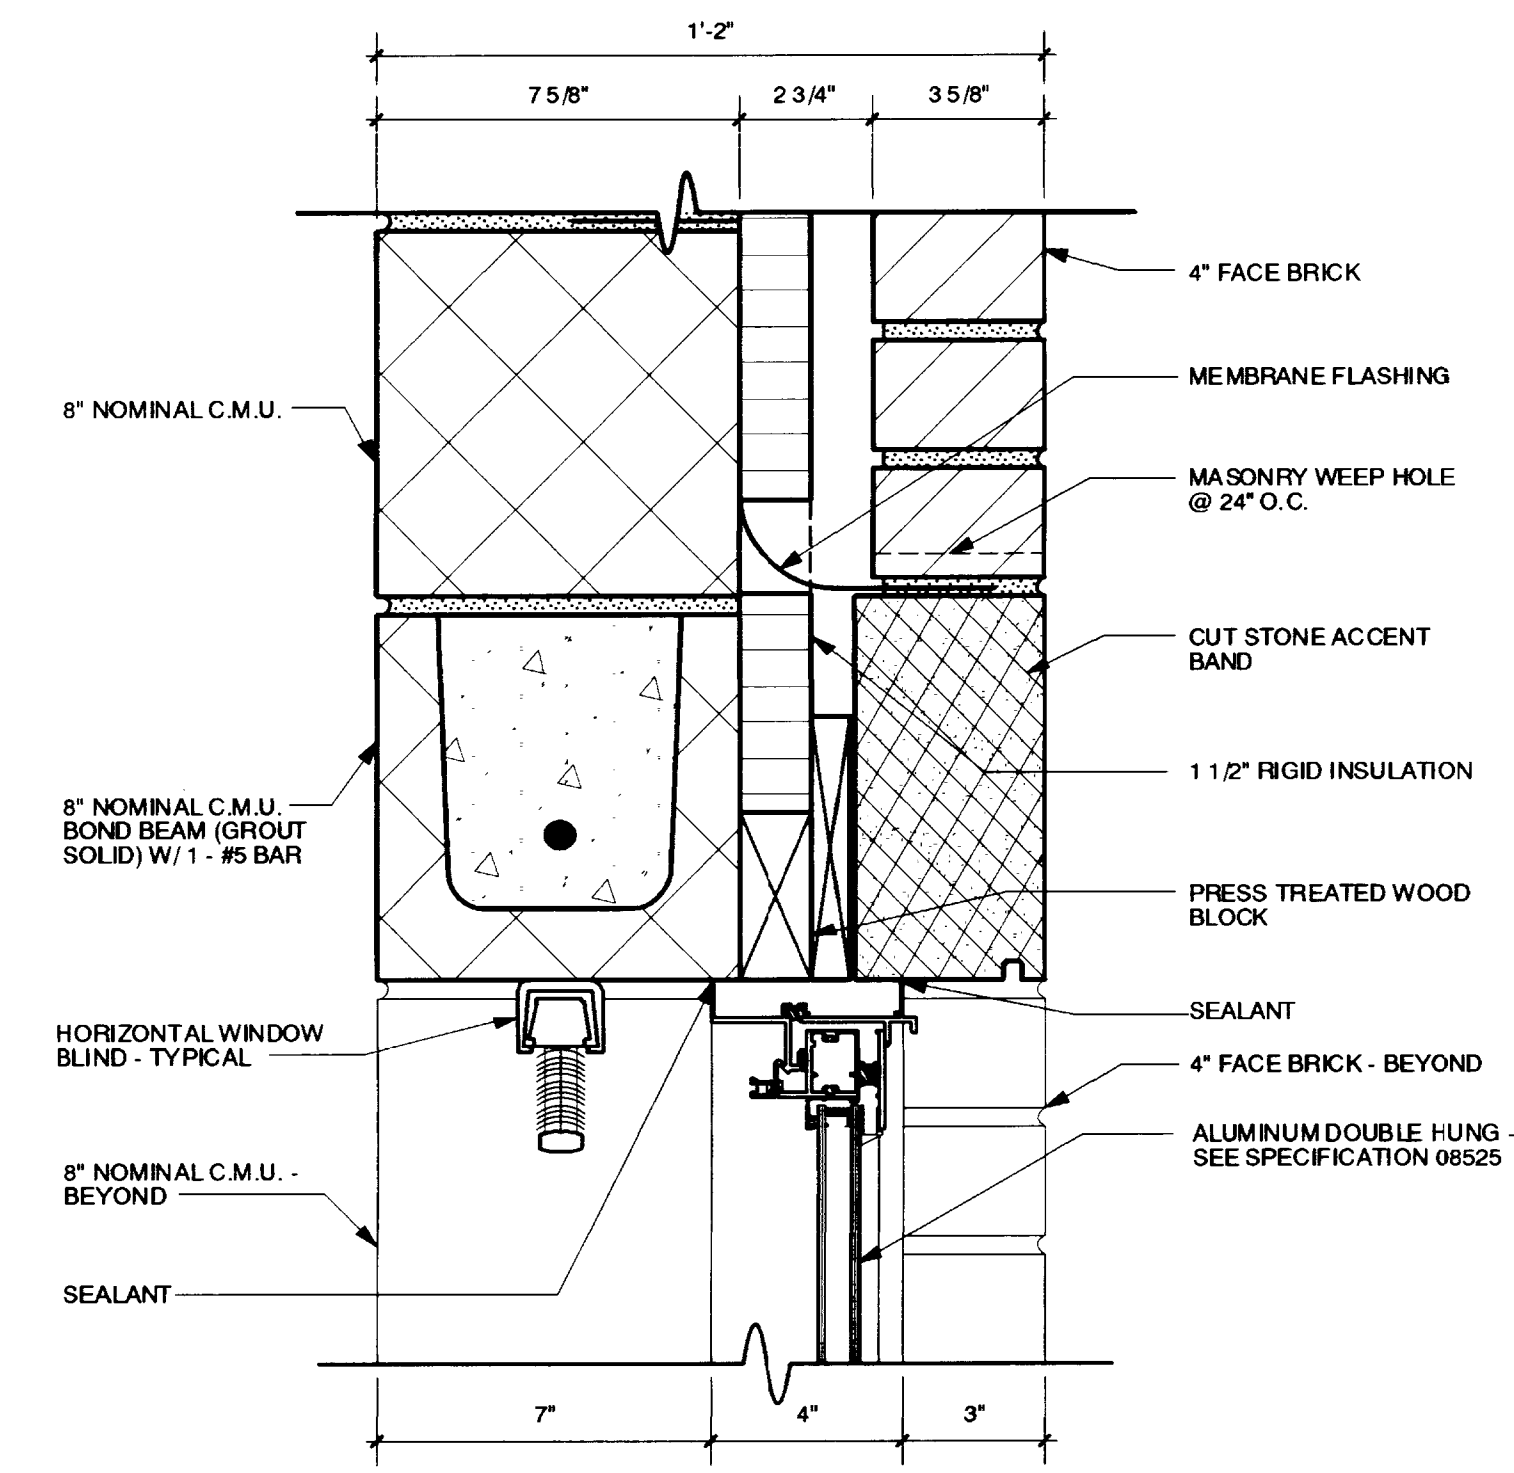 1'-2"
7 5/8"
2 3/4"
3 5/8"
4" FACE BRICK
MEMBRANE FLASHING
8" NOMINAL C.M.U.
MASONRY WEEP HOLE
@ 24" O.C.
CUT STONE ACCENT
BAND
1 1/2" RIGID INSULATION
8" NOMINAL C.M.U.
BOND BEAM (GROUT
SOLID) W/ 1 - #5 BAR
PRESS TREATED WOOD
BLOCK
SEALANT
HORIZONTAL WINDOW
BLIND - TYPICAL
4" FACE BRICK - BEYOND
ALUMINUM DOUBLE HUNG -
SEE SPECIFICATION 08525
8" NOMINAL C.M.U. -
BEYOND
SEALANT
7"
4"
3"